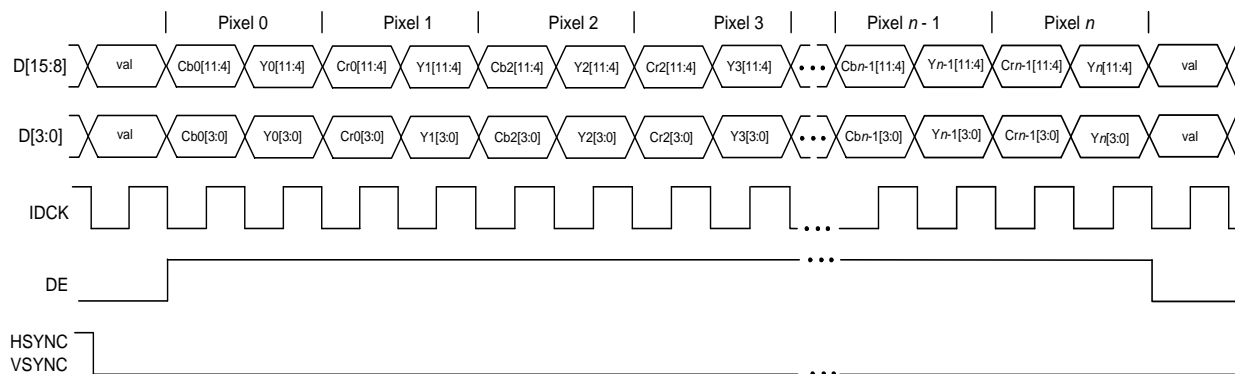 Pixel 0 Pixel 1 Pixel 2 Pixel 3 Pixel n - 1 Pixel n
D[15:8] val Cb0[11:4] Y0[11:4] Cr0[11:4] Y1[11:4] Cb2[11:4] Y2[11:4] Cr2[11:4] Y3[11:4] ••• Cbn-1[11:4] Yn-1[11:4] Crn-1[11:4] Yn[11:4] val
D[3:0] val Cb0[3:0] Y0[3:0] Cr0[3:0] Y1[3:0] Cb2[3:0] Y2[3:0] Cr2[3:0] Y3[3:0] ••• Cbn-1[3:0] Yn-1[3:0] Crn-1[3:0] Yn[3:0] val
IDCK •••
DE •••
HSYNC
VSYNC •••